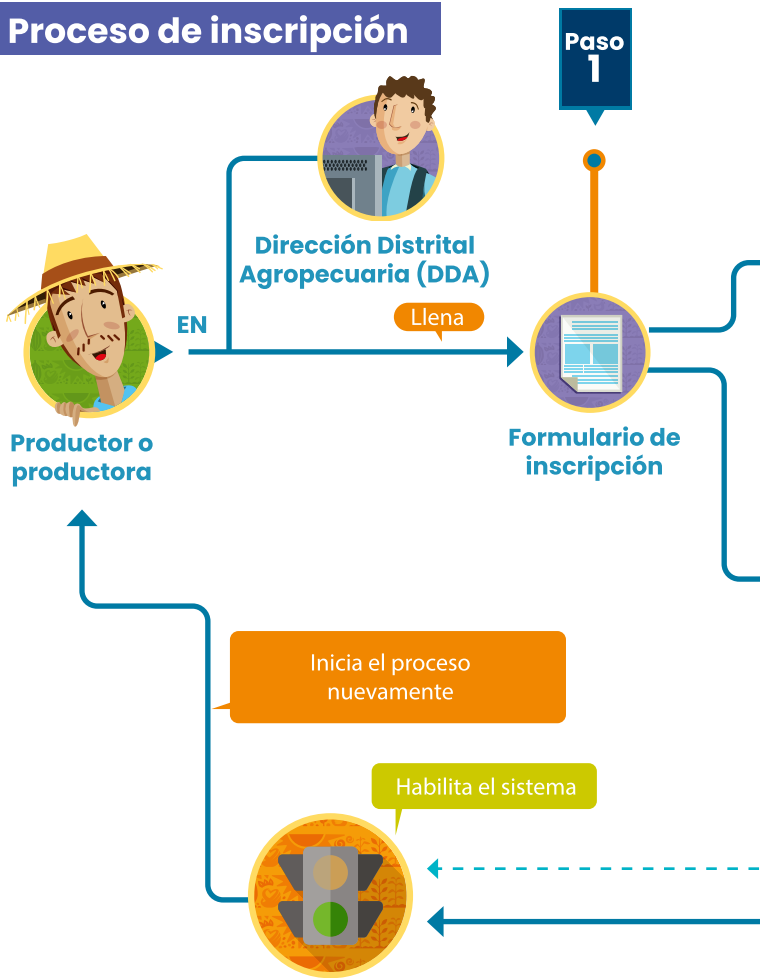 Proceso de inscripción
Paso
1
Dirección Distrital
Agropecuaria (DDA)
EN
Llena
Productor o
productora
Formulario de
inscripción
Inicia el proceso
nuevamente
Habilita el sistema